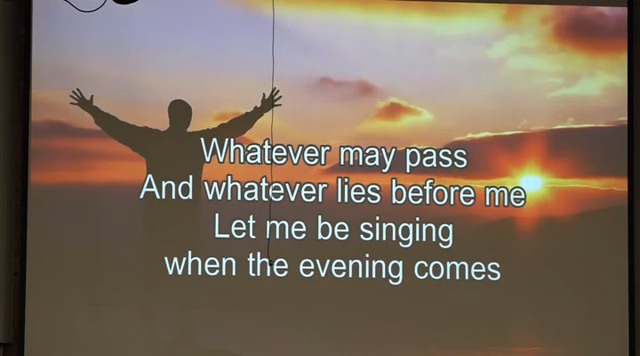 Whatever may pass
And whatever lies before me
Let me be singing
when the evening comes